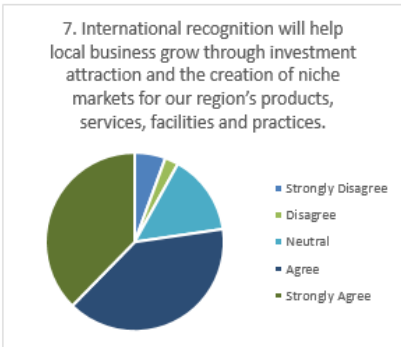 7. International recognition will help
local business grow through investment
attraction and the creation of niche
markets for our region's products,
services, facilities and practices.
Strongly Disagree
Disagree
Neutral
Agree
Strongly Agree